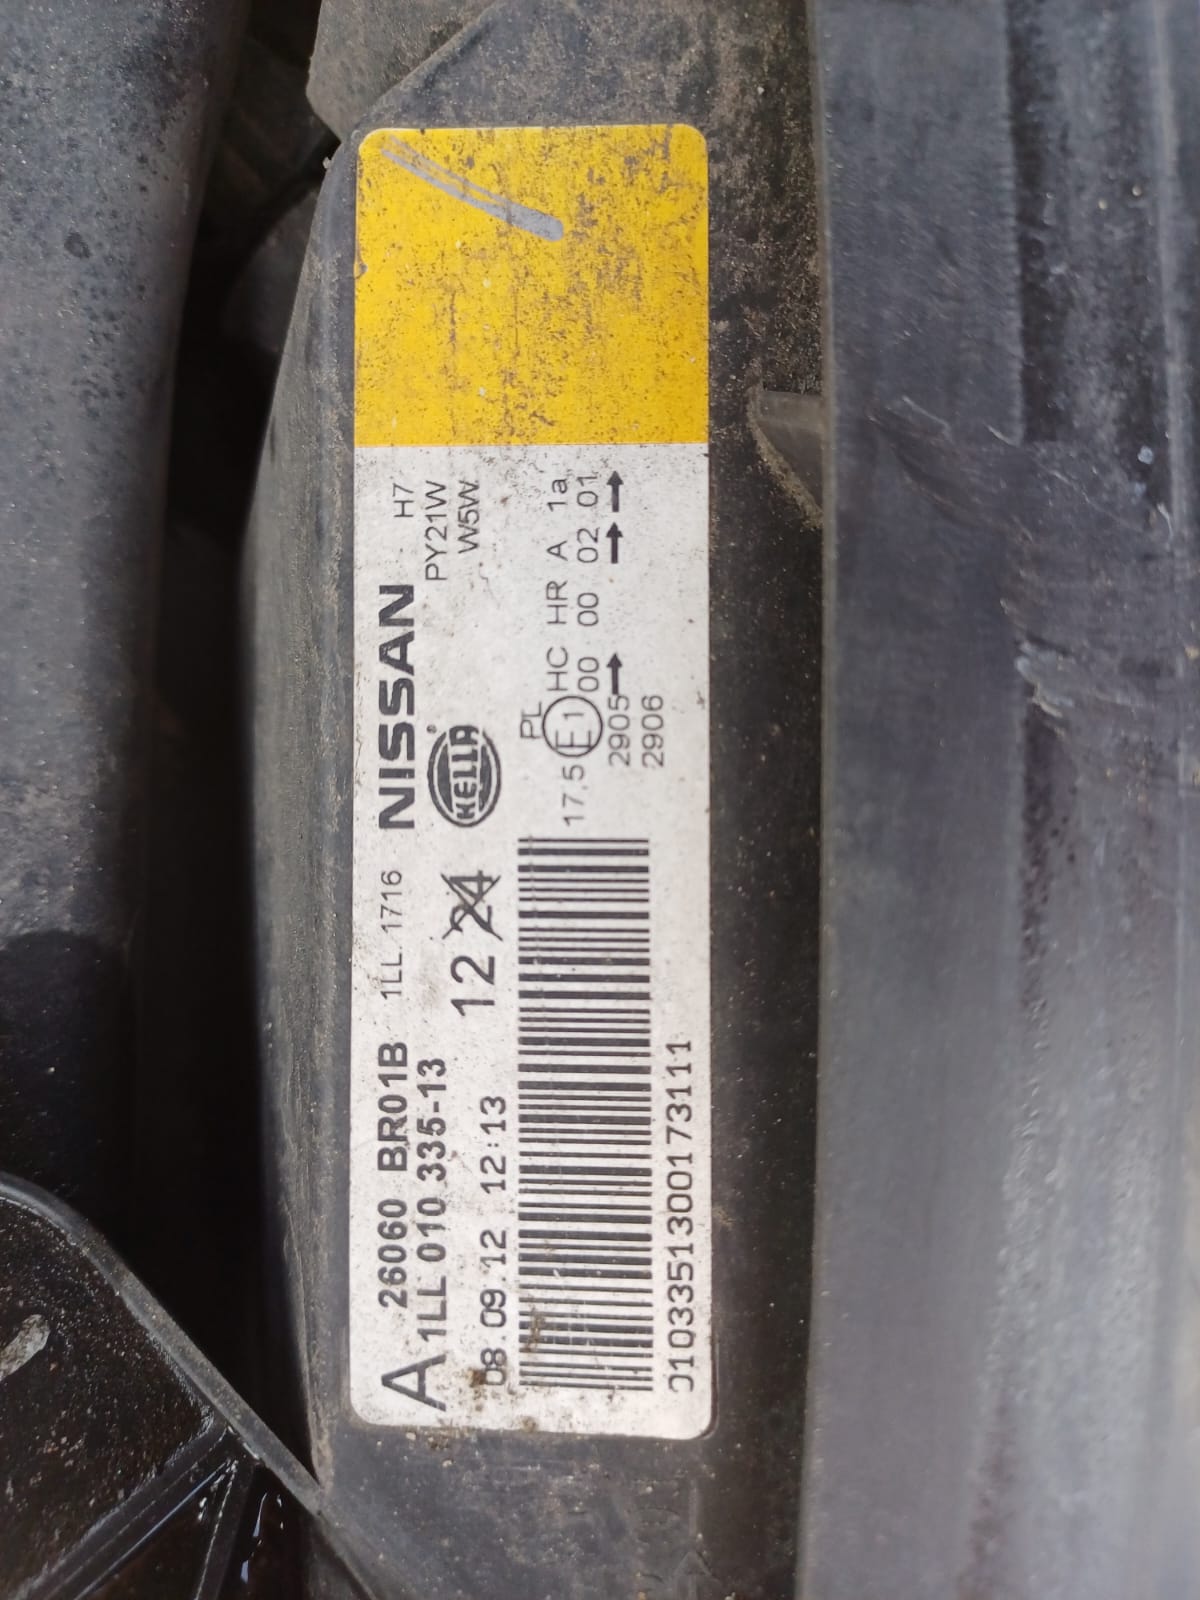 A 26060 BR01B 1LL 1716 NISSAN H7
1LL 010 335-13 PY21W
12 24 HELLA ® W5W
08.09.12 12:13
PL
17,5 E1 HC HR A 1a
00 00 02 01
2905
2906
0103351300173111